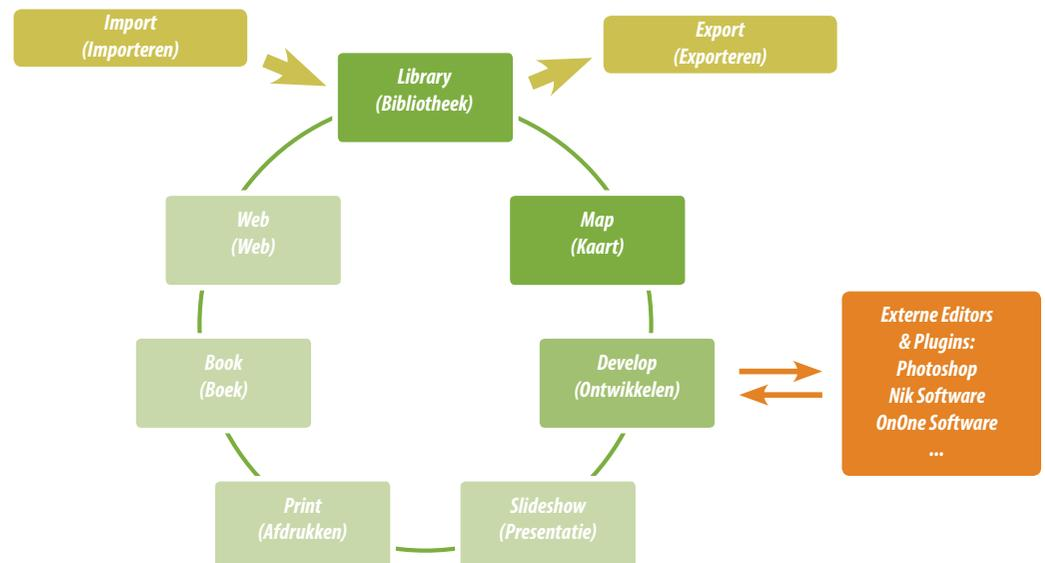 Import
(Importeren)
Export
(Exporteren)
Library
(Bibliotheek)
Web
(Web)
Map
(Kaart)
Book
(Boek)
Develop
(Ontwikkelen)
Externe Editors
& Plugins:
Photoshop
Nik Software
OnOne Software
...
Print
(Afdrukken)
Slideshow
(Presentatie)